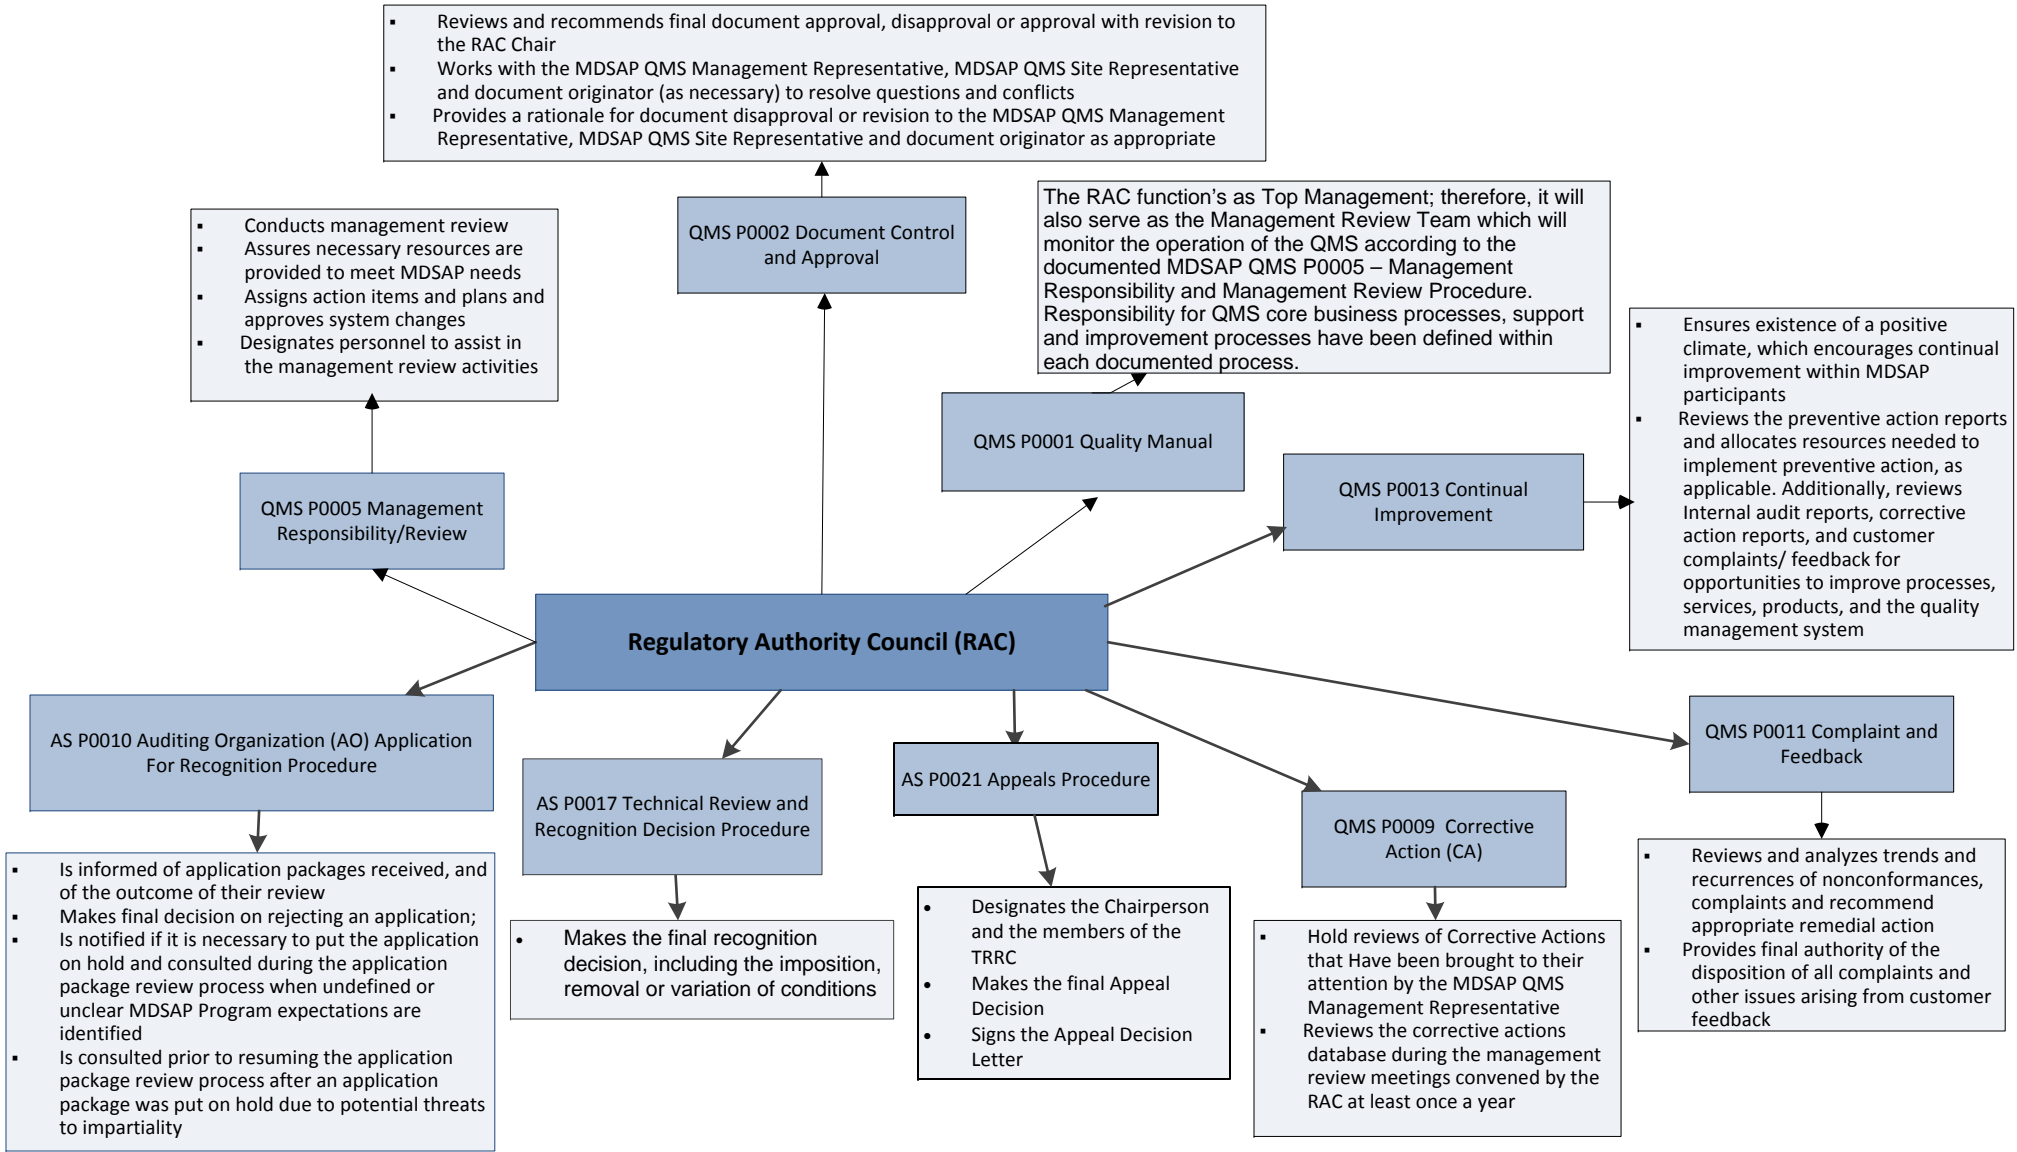 ▪ Reviews and recommends final document approval, disapproval or approval with revision to
the RAC Chair
▪ Works with the MDSAP QMS Management Representative, MDSAP QMS Site Representative
and document originator (as necessary) to resolve questions and conflicts
▪ Provides a rationale for document disapproval or revision to the MDSAP QMS Management
Representative, MDSAP QMS Site Representative and document originator as appropriate
▪ Conducts management review
▪ Assures necessary resources are
provided to meet MDSAP needs
▪ Assigns action items and plans and
approves system changes
▪ Designates personnel to assist in
the management review activities
QMS P0002 Document Control
and Approval
The RAC function's as Top Management; therefore, it will
also serve as the Management Review Team which will
monitor the operation of the QMS according to the
documented MDSAP QMS P0005 – Management
Responsibility and Management Review Procedure.
Responsibility for QMS core business processes, support
and improvement processes have been defined within
each documented process.
▪ Ensures existence of a positive
climate, which encourages continual
improvement within MDSAP
participants
▪ Reviews the preventive action reports
and allocates resources needed to
implement preventive action, as
applicable. Additionally, reviews
Internal audit reports, corrective
action reports, and customer
complaints/ feedback for
opportunities to improve processes,
services, products, and the quality
management system
QMS P0005 Management
Responsibility/Review
QMS P0001 Quality Manual
QMS P0013 Continual
Improvement
Regulatory Authority Council (RAC)
AS P0010 Auditing Organization (AO) Application
For Recognition Procedure
AS P0017 Technical Review and
Recognition Decision Procedure
AS P0021 Appeals Procedure
QMS P0009  Corrective
Action (CA)
QMS P0011 Complaint and
Feedback
▪ Is informed of application packages received, and
of the outcome of their review
▪ Makes final decision on rejecting an application;
▪ Is notified if it is necessary to put the application
on hold and consulted during the application
package review process when undefined or
unclear MDSAP Program expectations are
identified
▪ Is consulted prior to resuming the application
package review process after an application
package was put on hold due to potential threats
to impartiality
• Makes the final recognition
decision, including the imposition,
removal or variation of conditions
• Designates the Chairperson
and the members of the
TRRC
• Makes the final Appeal
Decision
• Signs the Appeal Decision
Letter
▪ Hold reviews of Corrective Actions
that Have been brought to their
attention by the MDSAP QMS
Management Representative
▪ Reviews the corrective actions
database during the management
review meetings convened by the
RAC at least once a year
▪ Reviews and analyzes trends and
recurrences of nonconformances,
complaints and recommend
appropriate remedial action
▪ Provides final authority of the
disposition of all complaints and
other issues arising from customer
feedback